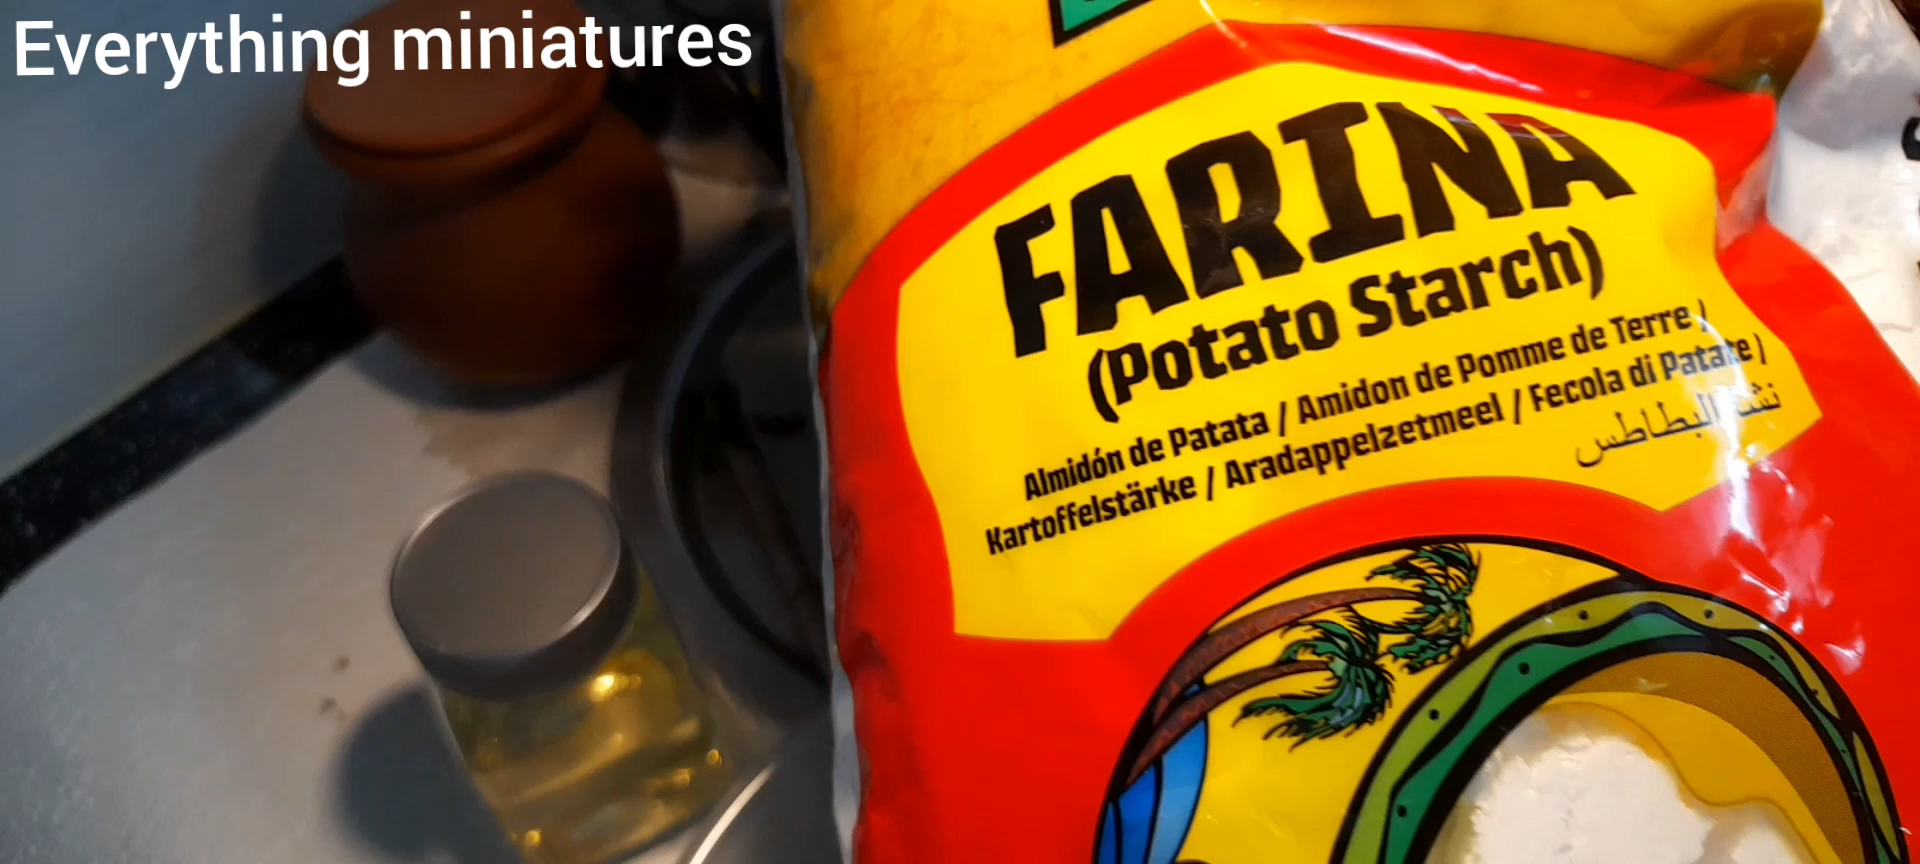 Everything miniatures
FARINA
(Potato Starch)
Almidón de Patata / Amidon de Pomme de Terre /
Kartoffelstärke / Aradappelzetmeel / Fecola di Patate )
البطاطس